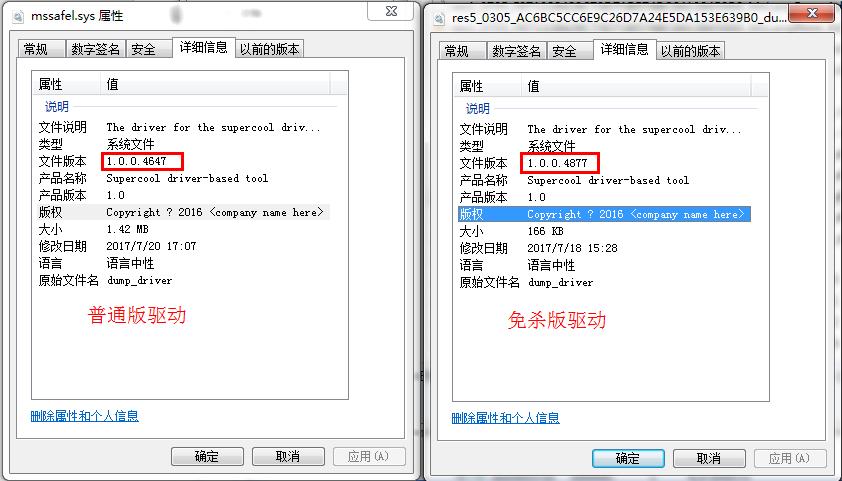 mssafel.sys 属性
常规
数字签名
安全
详细信息
以前的版本
属性 值
说明
文件说明 The driver for the supercool driv...
类型 系统文件
文件版本 1.0.0.4647
产品名称 Supercool driver-based tool
产品版本 1.0
版权 Copyright ? 2016 <company name here>
大小 1.42 MB
修改日期 2017/7/20 17:07
语言 语言中性
原始文件名 dump_driver
普通版驱动
删除属性和个人信息
确定
取消
应用(A)
res5_0305_AC6BC5CC6E9C26D7A24E5DA153E639B0_du...
常规
数字签名
安全
详细信息
以前的版本
属性 值
说明
文件说明 The driver for the supercool driv...
类型 系统文件
文件版本 1.0.0.4877
产品名称 Supercool driver-based tool
产品版本 1.0
版权 Copyright ? 2016 <company name here>
大小 166 KB
修改日期 2017/7/18 15:28
语言 语言中性
原始文件名 dump_driver
免杀版驱动
删除属性和个人信息
确定
取消
应用(A)